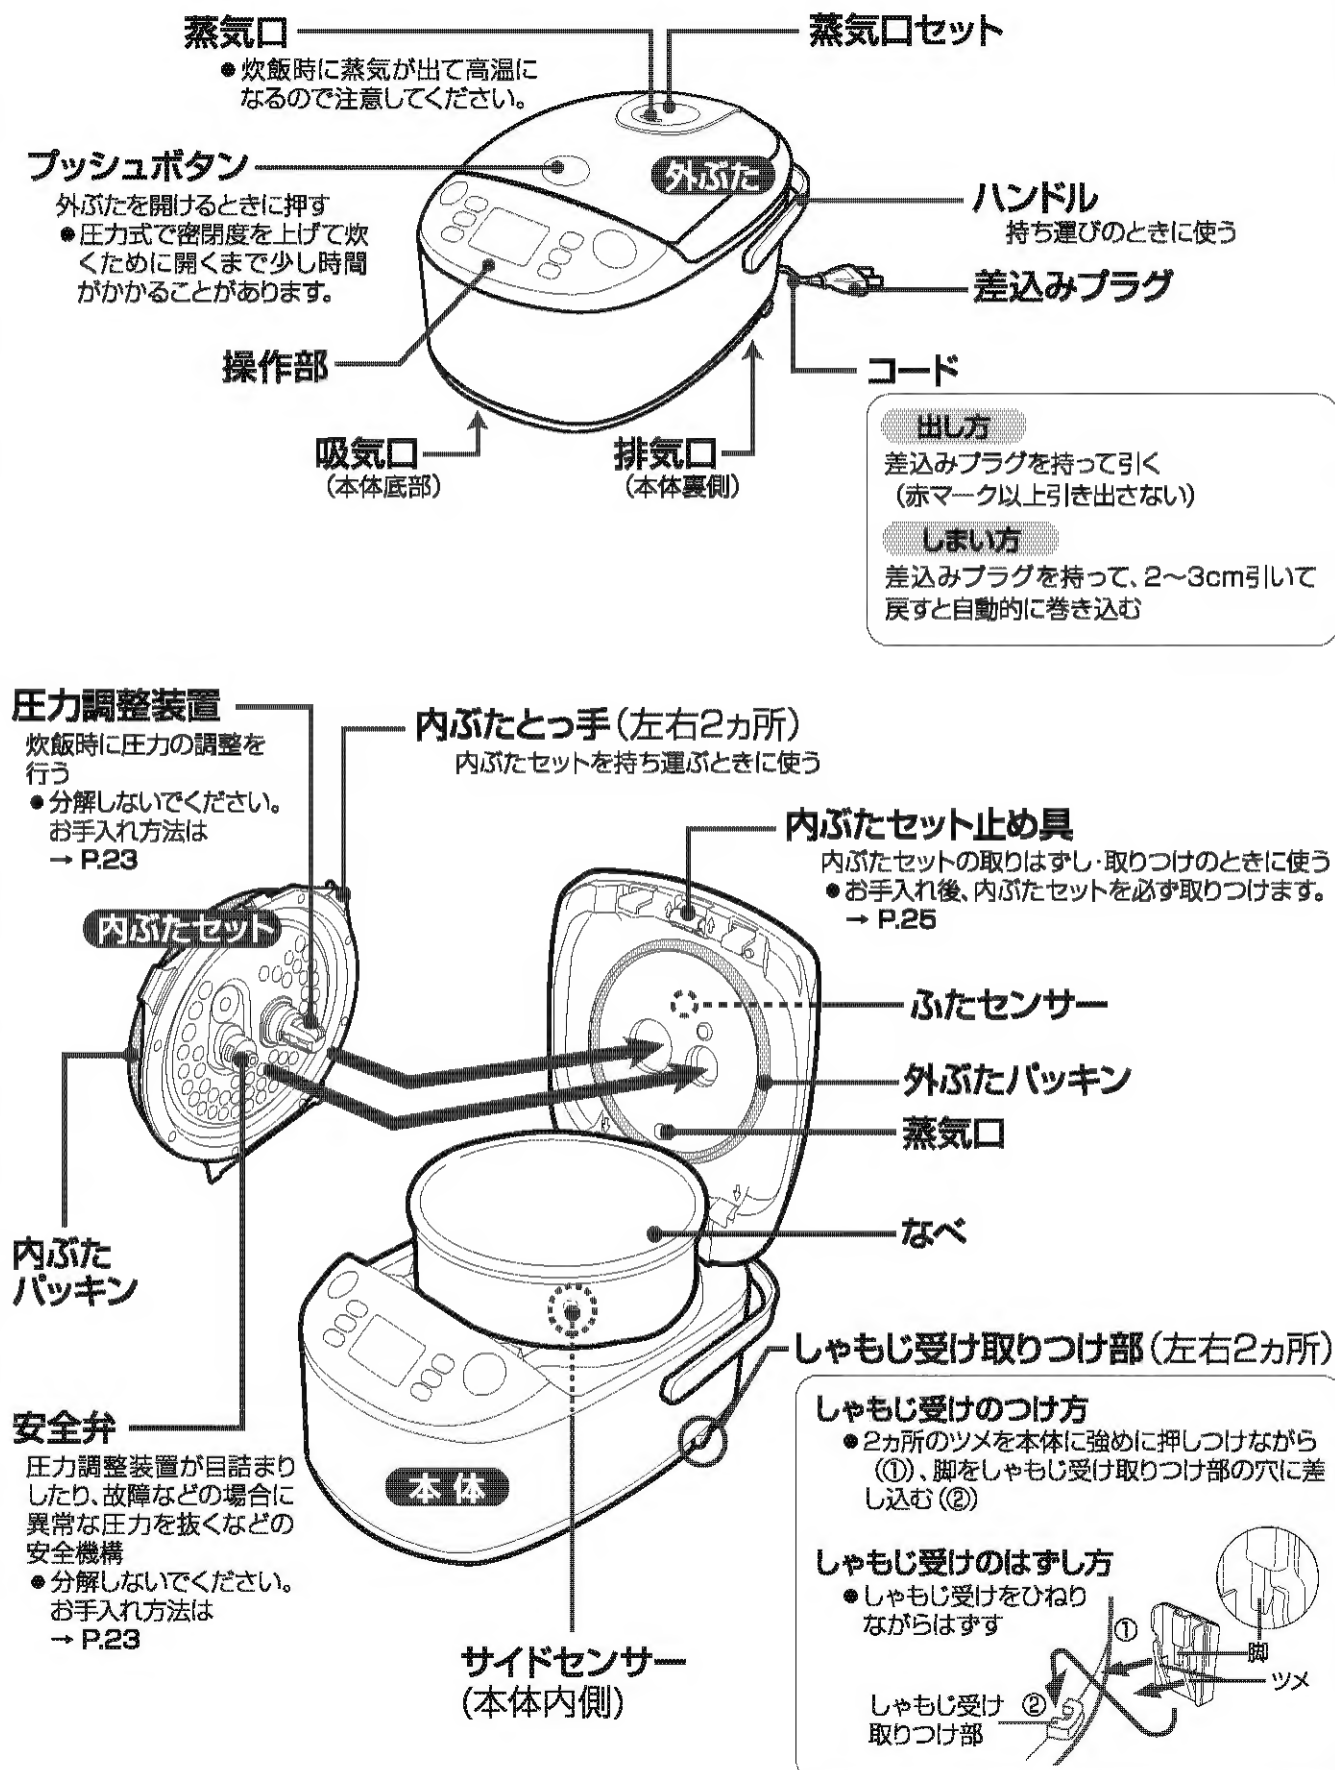 蒸気口
●炊飯時に蒸気が出て高温に
なるので注意してください。
蒸気口セット
プッシュボタン
外ぶたを開けるときに押す
●圧力式で密閉度を上げて炊
くために開くまで少し時間
がかかることがあります。
外ぶた
ハンドル
持ち運びのときに使う
差込みプラグ
操作部
コード
吸気口
(本体底部)
排気口
(本体裏側)
出し方
差込みプラグを持って引く
(赤マーク以上引き出さない)
しまい方
差込みプラグを持って、2〜3cm引いて
戻すと自動的に巻き込む
圧力調整装置
炊飯時に圧力の調整を
行う
●分解しないでください。
お手入れ方法は
→ P.23
内ぶたとっ手(左右2ヵ所)
内ぶたセットを持ち運ぶときに使う
内ぶたセット止め具
内ぶたセットの取りはずし・取りつけのときに使う
●お手入れ後、内ぶたセットを必ず取りつけます。
→ P.25
内ぶたセット
ふたセンサー
外ぶたパッキン
蒸気口
なべ
内ぶた
パッキン
安全弁
圧力調整装置が目詰まり
したり、故障などの場合に
異常な圧力を抜くなどの
安全機構
●分解しないでください。
お手入れ方法は
→ P.23
本体
サイドセンサー
(本体内側)
しゃもじ受け取りつけ部(左右2ヵ所)
しゃもじ受けのつけ方
●2ヵ所のツメを本体に強めに押しつけながら
(①)、脚をしゃもじ受け取りつけ部の穴に差
し込む(②)
しゃもじ受けのはずし方
●しゃもじ受けをひねり
ながらはずす
①
脚
ツメ
②
しゃもじ受け
取りつけ部